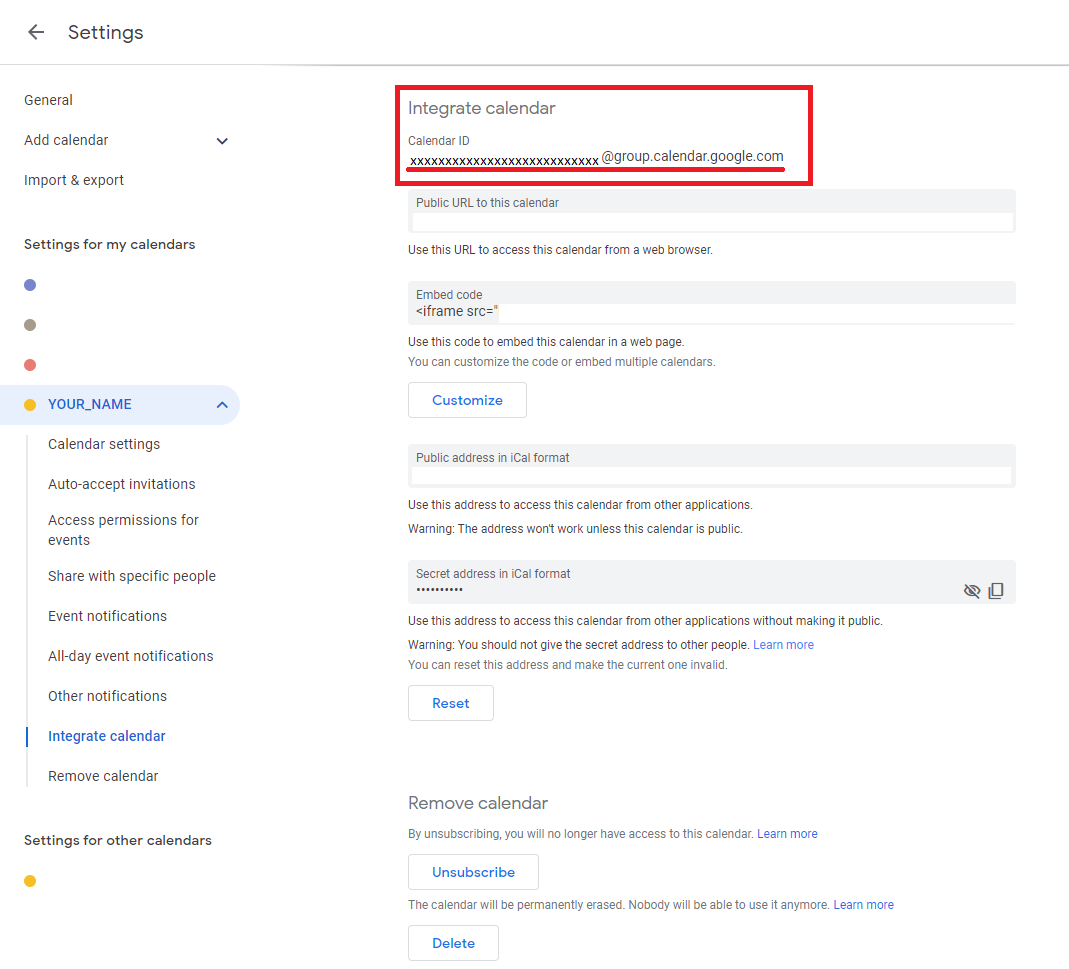 Settings
General
Add calendar
Import & export
Settings for my calendars
YOUR_NAME
Calendar settings
Auto-accept invitations
Access permissions for
events
Share with specific people
Event notifications
All-day event notifications
Other notifications
Integrate calendar
Remove calendar
Settings for other calendars
Integrate calendar
Calendar ID
xxxxxxxxxxxxxxxxxxxxxxxxxxx@group.calendar.google.com
Public URL to this calendar
Use this URL to access this calendar from a web browser.
Embed code
<iframe src="
Use this code to embed this calendar in a web page.
You can customize the code or embed multiple calendars.
Customize
Public address in iCal format
Use this address to access this calendar from other applications.
Warning: The address won't work unless this calendar is public.
Secret address in iCal format
••••••••••
Use this address to access this calendar from other applications without making it public.
Warning: You should not give the secret address to other people. Learn more
You can reset this address and make the current one invalid.
Reset
Remove calendar
By unsubscribing, you will no longer have access to this calendar. Learn more
Unsubscribe
The calendar will be permanently erased. Nobody will be able to use it anymore. Learn more
Delete